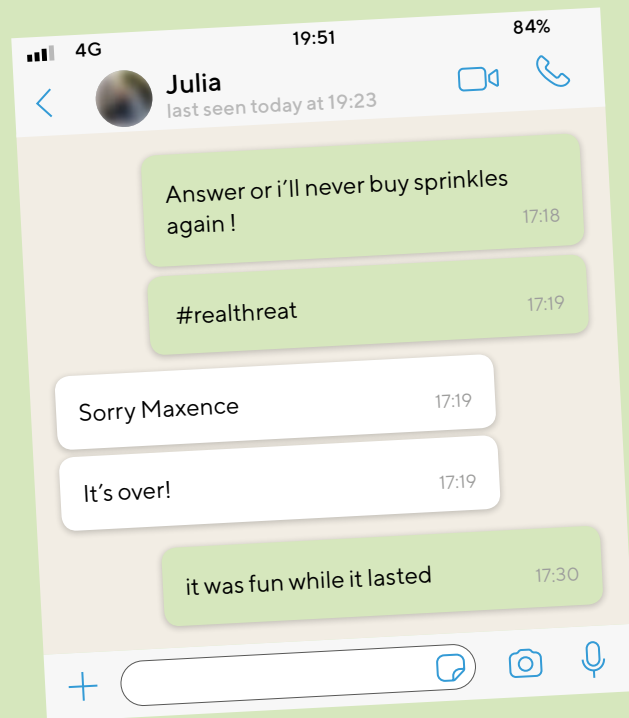 4G 19:51 84%
Julia
last seen today at 19:23
Answer or i'll never buy sprinkles
again !
17:18
#realthreat 17:19
Sorry Maxence 17:19
It's over! 17:19
it was fun while it lasted 17:30